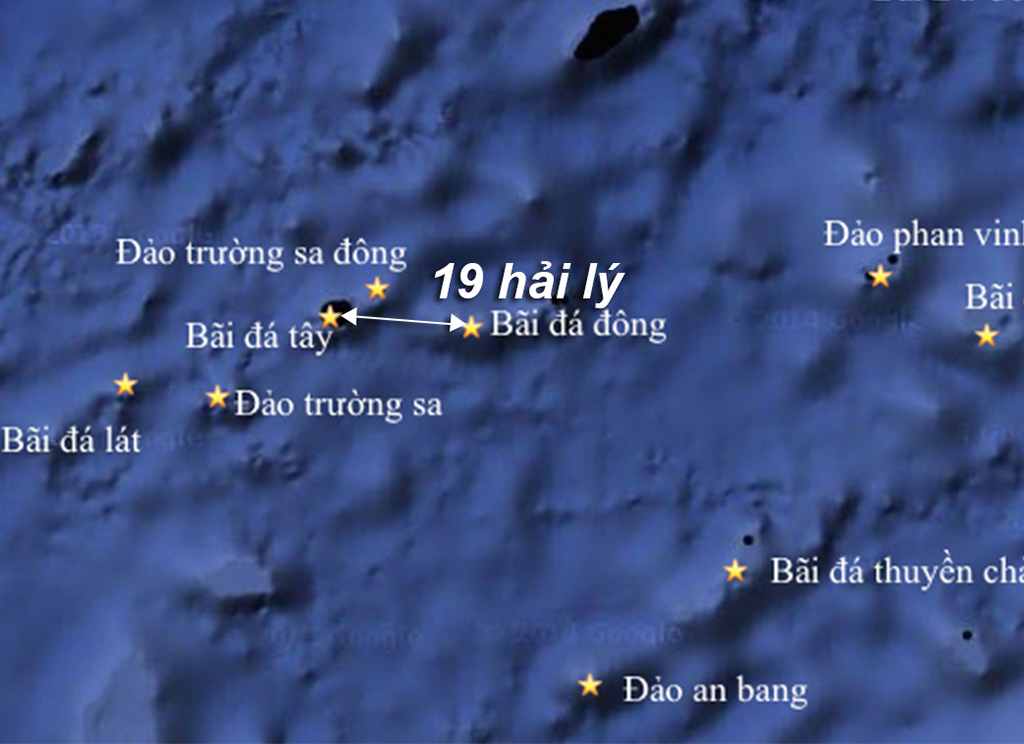 Đảo trường sa đông
19 hải lý
Đảo phan vinh
Bãi
Bãi đá tây
Bãi đá đông
Đảo trường sa
Bãi đá lát
Bãi đá thuyền
Đảo an bang